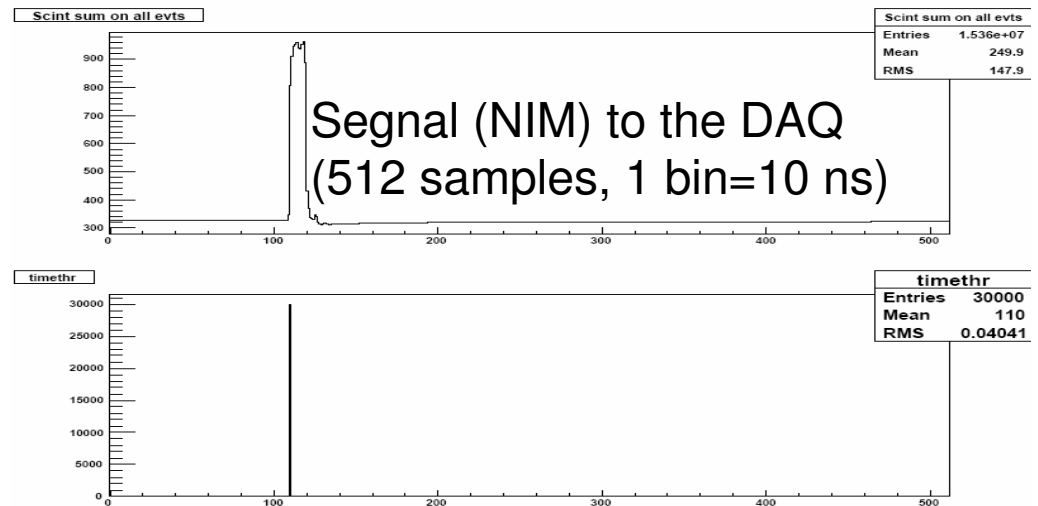 Scint sum on all evts
Scint sum on all evts
Entries 1.536e+07
Mean 249.9
RMS 147.9
900
800
700
600
500
400
300
Segnal (NIM) to the DAQ
(512 samples, 1 bin=10 ns)
0 100 200 300 400 500
timethr
timethr
Entries 30000
Mean 110
RMS 0.04041
30000
25000
20000
15000
10000
5000
0
0 100 200 300 400 500